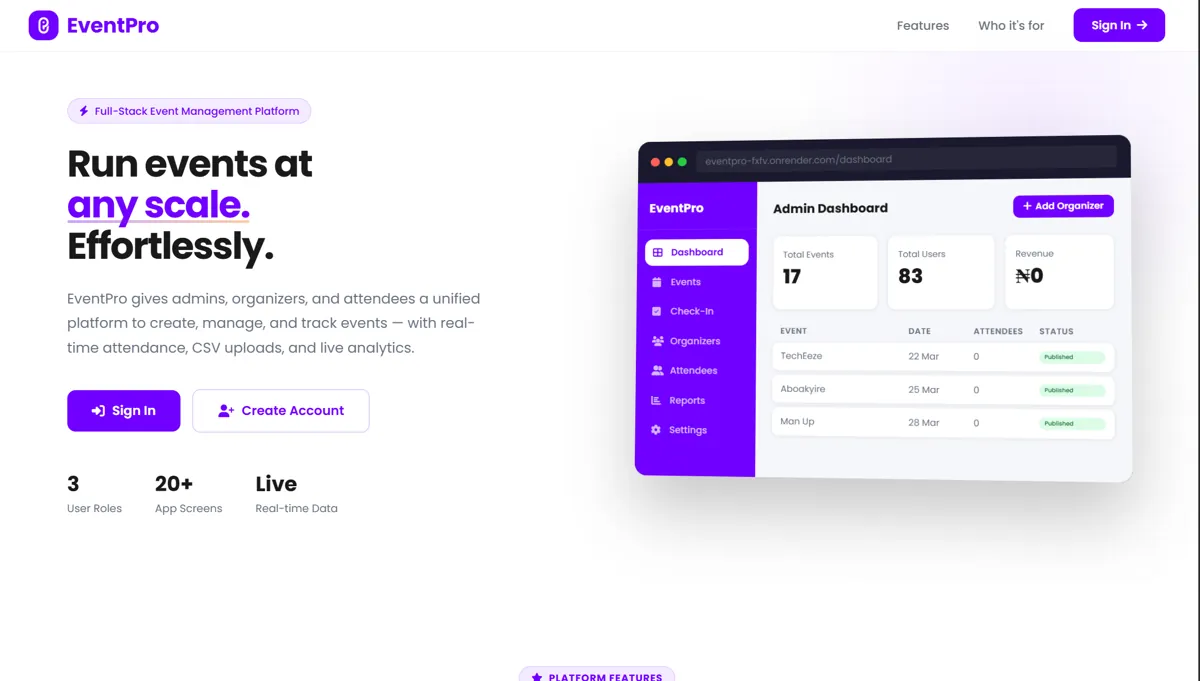 EventPro
Features
Who it's for
Sign In
Full-Stack Event Management Platform
Run events at
any scale.
Effortlessly.
EventPro gives admins, organizers, and attendees a unified
platform to create, manage, and track events — with real-
time attendance, CSV uploads, and live analytics.
Sign In
Create Account
3
User Roles
20+
App Screens
Live
Real-time Data
eventpro-fxtv.onrender.com/dashboard
EventPro
Dashboard
Events
Check-In
Organizers
Attendees
Reports
Settings
Admin Dashboard
+ Add Organizer
Total Events
17
Total Users
83
Revenue
₦0
EVENT DATE ATTENDEES STATUS
TechEeze 22 Mar 0 Published
Aboakyire 25 Mar 0 Published
Man Up 28 Mar 0 Published
PLATFORM FEATURES